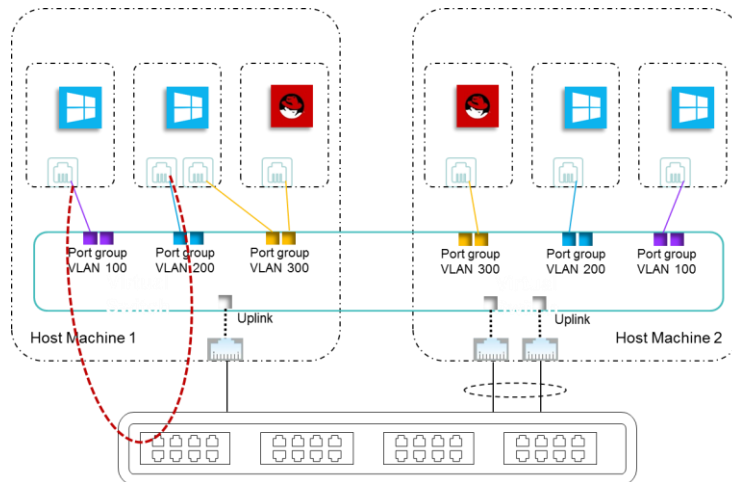 Port group
VLAN 100
Port group
VLAN 200
Port group
VLAN 300
Port group
VLAN 300
Port group
VLAN 200
Port group
VLAN 100
Uplink
Uplink
Host Machine 1
Host Machine 2